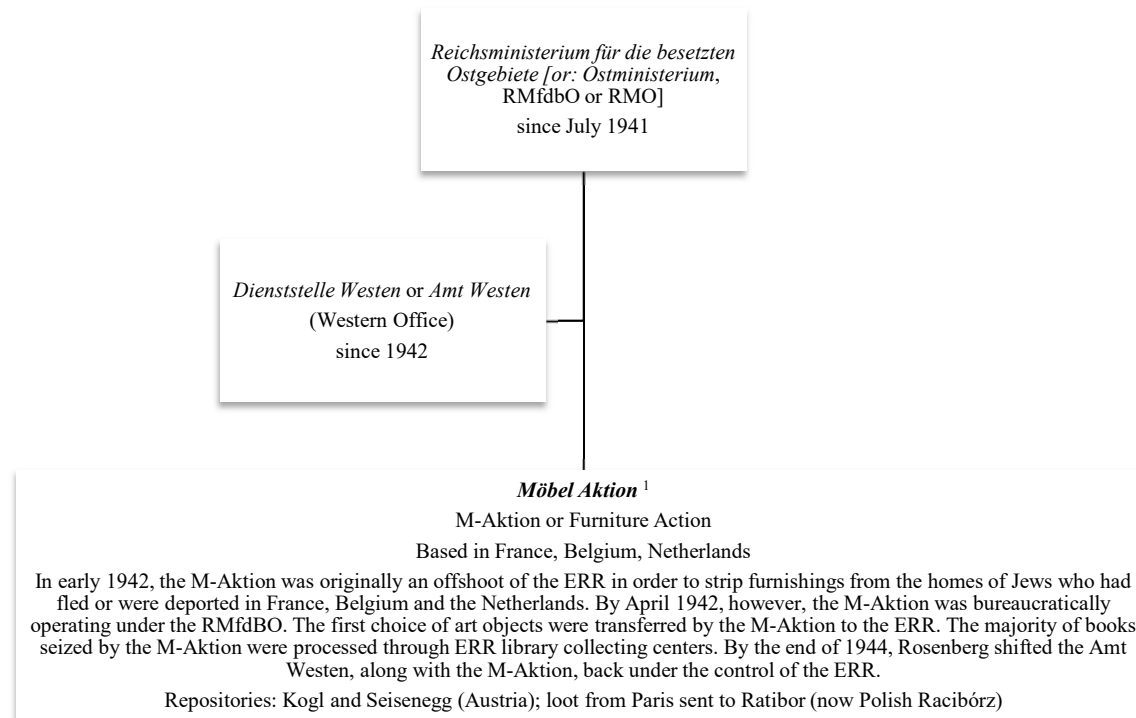 Reichsministerium für die besetzten
Ostgebiete [or: Ostministerium,
RMfdbO or RMO]
since July 1941
Dienststelle Westen or Amt Westen
(Western Office)
since 1942
Möbel Aktion 1
M-Aktion or Furniture Action
Based in France, Belgium, Netherlands
In early 1942, the M-Aktion was originally an offshoot of the ERR in order to strip furnishings from the homes of Jews who had
fled or were deported in France, Belgium and the Netherlands. By April 1942, however, the M-Aktion was bureaucratically
operating under the RMfdBO. The first choice of art objects were transferred by the M-Aktion to the ERR. The majority of books
seized by the M-Aktion were processed through ERR library collecting centers. By the end of 1944, Rosenberg shifted the Amt
Westen, along with the M-Aktion, back under the control of the ERR.
Repositories: Kogl and Seisenegg (Austria); loot from Paris sent to Ratibor (now Polish Racibórz)